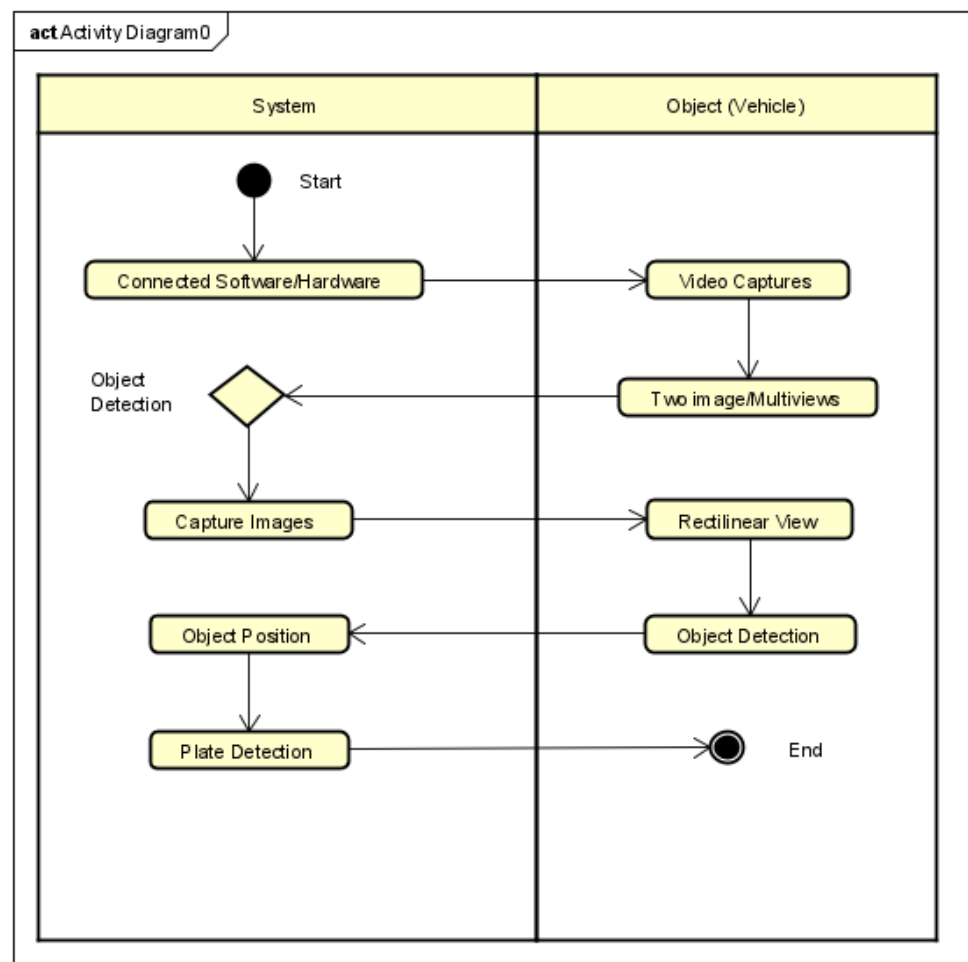 act Activity Diagram0
System
Object (Vehicle)
Start
Connected Software/Hardware
Video Captures
Object
Detection
Two image/Multiviews
Capture Images
Rectilinear View
Object Position
Object Detection
Plate Detection
End